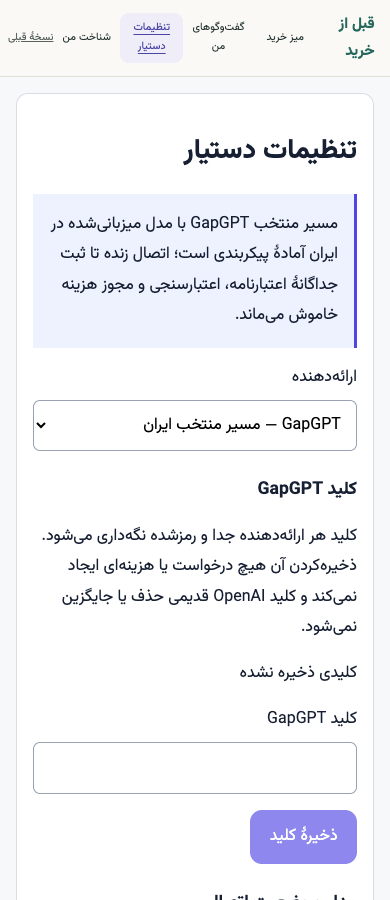 قبل از
خرید
میز خرید
گفت‌وگوهای
من
تنظیمات
دستیار
شناخت من
نسخهٔ قبلی
تنظیمات دستیار
مسیر منتخب GapGPT با مدل میزبانی‌شده در
ایران آمادهٔ پیکربندی است؛ اتصال زنده تا ثبت
جداگانهٔ اعتبارنامه، اعتبارسنجی و مجوز هزینه
خاموش می‌ماند.
ارائه‌دهنده
GapGPT — مسیر منتخب ایران
کلید GapGPT
کلید هر ارائه‌دهنده جدا و رمزشده نگه‌داری می‌شود.
ذخیره‌کردن آن هیچ درخواست یا هزینه‌ای ایجاد
نمی‌کند و کلید OpenAI قدیمی حذف یا جایگزین
نمی‌شود.
کلیدی ذخیره نشده
کلید GapGPT
ذخیرهٔ کلید